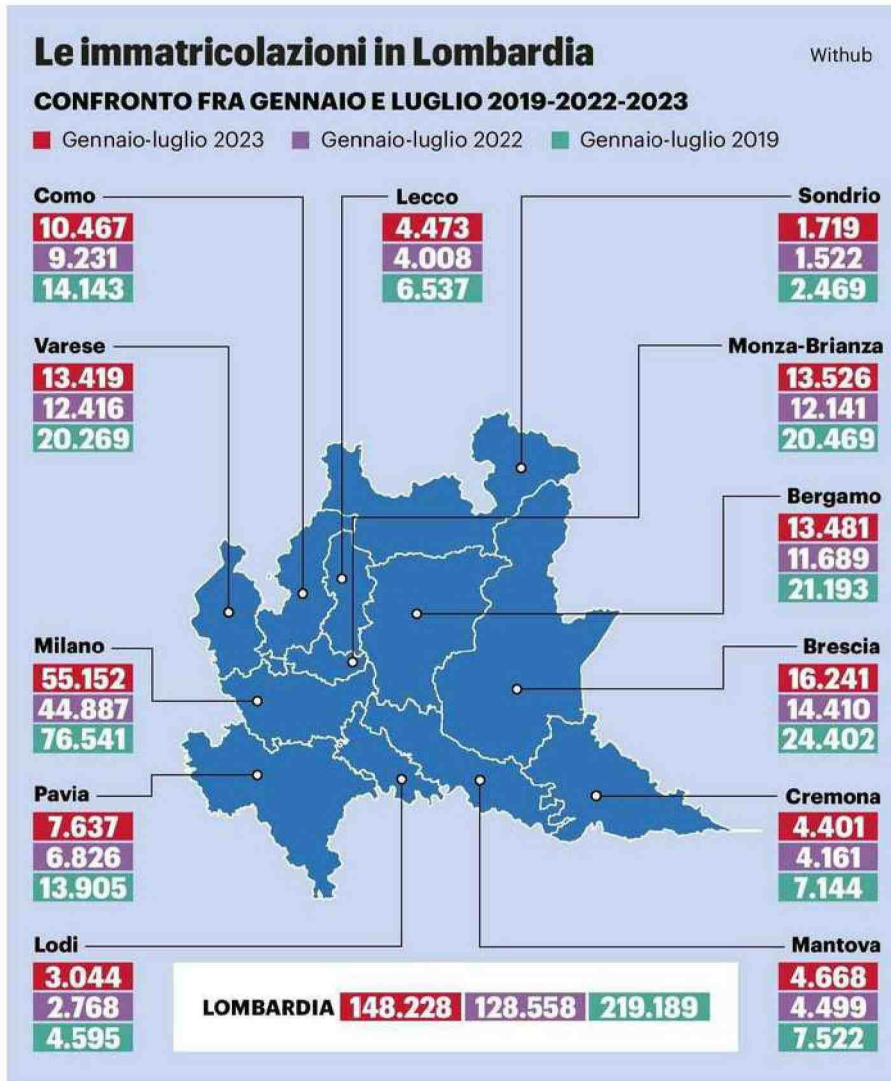 Le immatricolazioni in Lombardia
Withub
CONFRONTO FRA GENNAIO E LUGLIO 2019-2022-2023
Gennaio-luglio 2023 Gennaio-luglio 2022 Gennaio-luglio 2019
Como
10.467
9.231
14.143
Lecco
4.473
4.008
6.537
Sondrio
1.719
1.522
2.469
Varese
13.419
12.416
20.269
Monza-Brianza
13.526
12.141
20.469
Bergamo
13.481
11.689
21.193
Milano
55.152
44.887
76.541
Brescia
16.241
14.410
24.402
Pavia
7.637
6.826
13.905
Cremona
4.401
4.161
7.144
Lodi
3.044
2.768
4.595
Mantova
4.668
4.499
7.522
LOMBARDIA 148.228 128.558 219.189